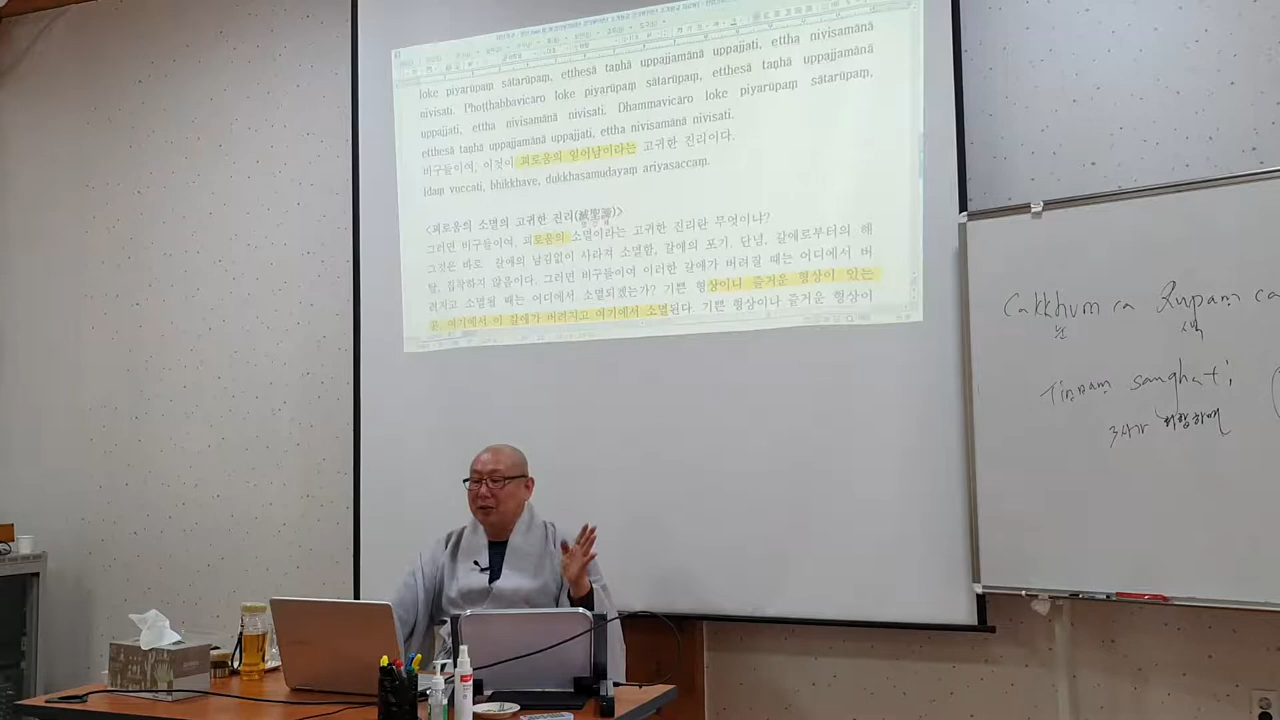 loke piyarūpaṃ sātarūpaṃ, etthesā taṇhā uppajjamānā uppajjati, ettha nivisamānā
nivisati. Phoṭṭhabbavicāro loke piyarūpaṃ sātarūpaṃ, etthesā taṇhā uppajjamānā
uppajjati, ettha nivisamānā nivisati. Dhammavicāro loke piyarūpaṃ sātarūpaṃ,
etthesā taṇhā uppajjamānā uppajjati, ettha nivisamānā nivisati.
비구들이여, 이것이 괴로움의 일어남이라는 고귀한 진리이다.
Idaṃ vuccati, bhikkhave, dukkhasamudayaṃ ariyasaccaṃ.
<괴로움의 소멸의 고귀한 진리(滅聖諦)>
그러면 비구들이여, 괴로움의 소멸이라는 고귀한 진리란 무엇이냐?
그것은 바로 갈애의 남김없이 사라져 소멸함, 갈애의 포기, 단념, 갈애로부터의 해
탈, 집착하지 않음이다. 그러면 비구들이여 이러한 갈애가 버려질 때는 어디에서 버
려지고 소멸될 때는 어디에서 소멸되겠는가? 기쁜 형상이나 즐거운 형상이 있는
곳, 여기에서 이 갈애가 버려지고 여기에서 소멸된다. 기쁜 형상이나 즐거운 형상이
Cakkhum ca Rupam ca
눈 색
Tiṇṇam sanghati
3사가 화합하며